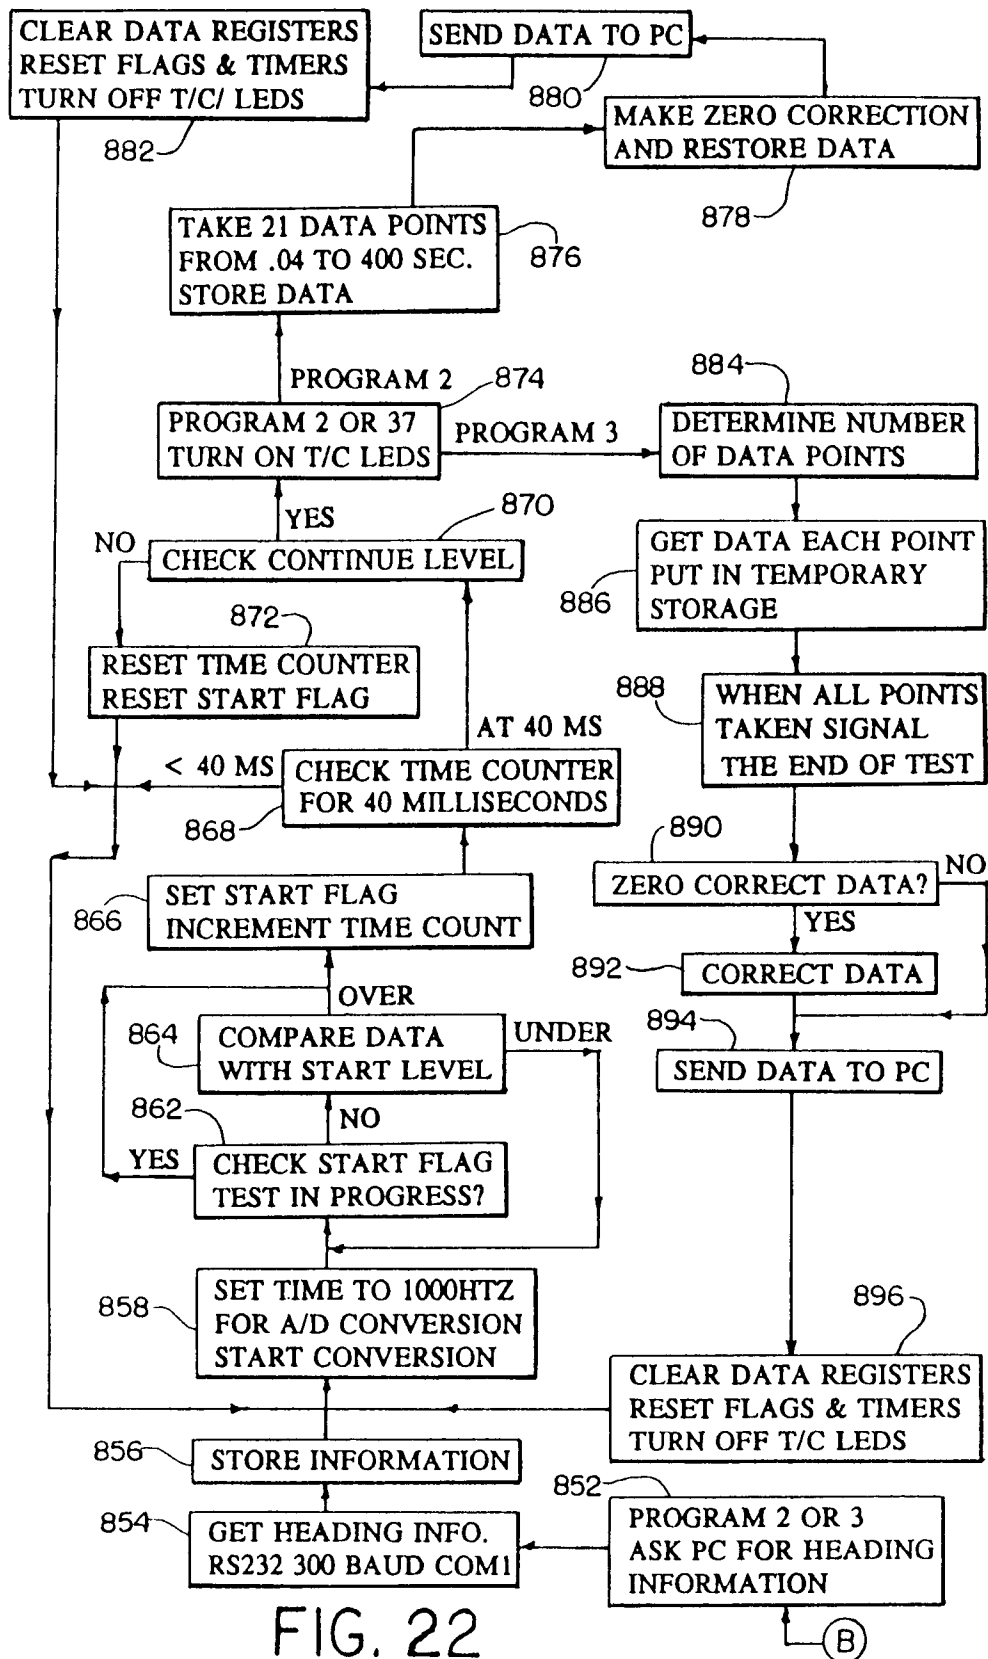 CLEAR DATA REGISTERS
RESET FLAGS & TIMERS
TURN OFF T/C/ LEDS
882
SEND DATA TO PC
880
MAKE ZERO CORRECTION
AND RESTORE DATA
878
TAKE 21 DATA POINTS
FROM .04 TO 400 SEC.
STORE DATA
876
PROGRAM 2
874
PROGRAM 2 OR 3?
TURN ON T/C LEDS
PROGRAM 3
884
DETERMINE NUMBER
OF DATA POINTS
YES
870
NO
CHECK CONTINUE LEVEL
GET DATA EACH POINT
PUT IN TEMPORARY
STORAGE
886
872
RESET TIME COUNTER
RESET START FLAG
888
WHEN ALL POINTS
TAKEN SIGNAL
THE END OF TEST
AT 40 MS
< 40 MS
CHECK TIME COUNTER
FOR 40 MILLISECONDS
868
890
ZERO CORRECT DATA?
NO
YES
SET START FLAG
INCREMENT TIME COUNT
866
892
CORRECT DATA
OVER
864
COMPARE DATA
WITH START LEVEL
UNDER
894
SEND DATA TO PC
862
NO
YES
CHECK START FLAG
TEST IN PROGRESS?
858
SET TIME TO 1000HTZ
FOR A/D CONVERSION
START CONVERSION
896
CLEAR DATA REGISTERS
RESET FLAGS & TIMERS
TURN OFF T/C LEDS
856
STORE INFORMATION
854
GET HEADING INFO.
RS232 300 BAUD COM1
852
PROGRAM 2 OR 3
ASK PC FOR HEADING
INFORMATION
B
FIG. 22